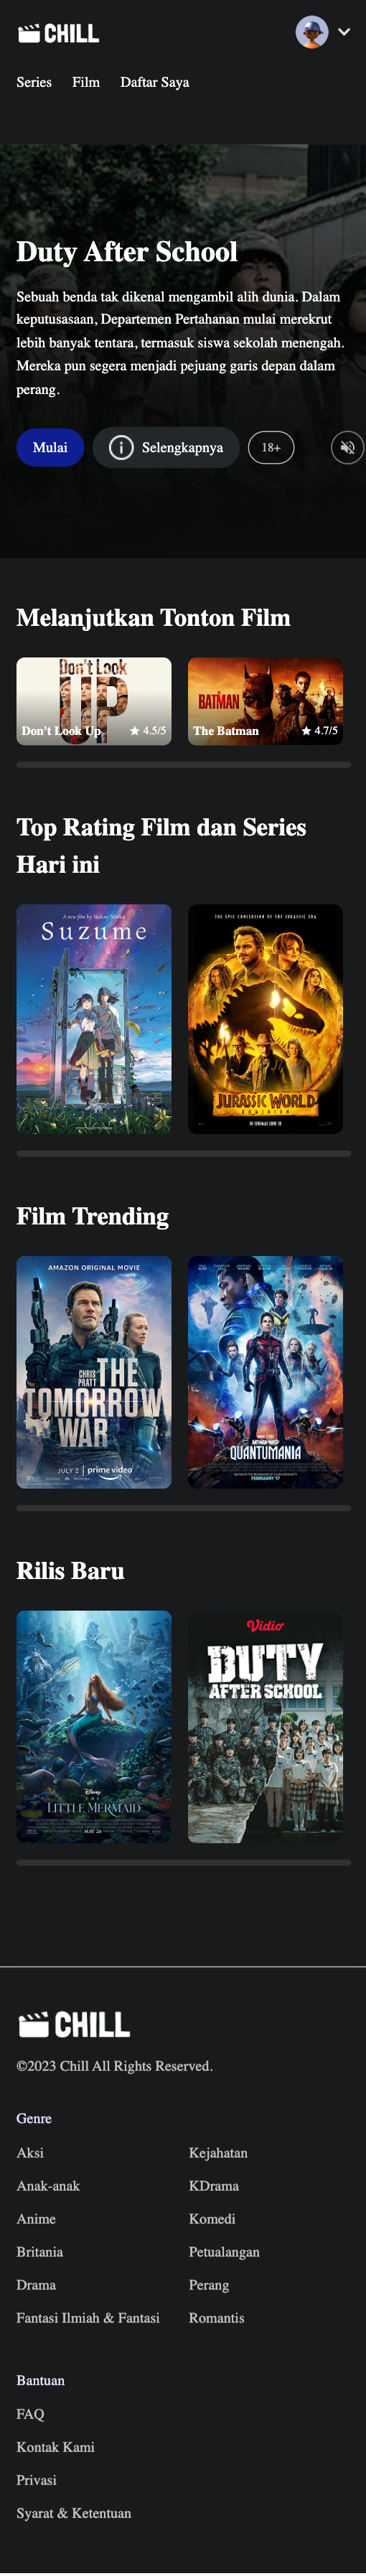 CHILL
Series Film Daftar Saya
Duty After School
Sebuah benda tak dikenal mengambil alih dunia. Dalam
keputusasaan, Departemen Pertahanan mulai merekrut
lebih banyak tentara, termasuk siswa sekolah menengah.
Mereka pun segera menjadi pejuang garis depan dalam
perang.
Mulai Selengkapnya 18+
Melanjutkan Tonton Film
Don't Look
UP
Don't Look Up 4.5/5
BATMAN
The Batman 4.7/5
Top Rating Film dan Series
Hari ini
A new film by Makoto Shinkai
Suzume
THE EPIC CONCLUSION OF THE JURASSIC ERA
JURASSIC WORLD
DOMINION
IN CINEMAS JUNE 10
Film Trending
AMAZON ORIGINAL MOVIE
CHRIS
PRATT
THE
TOMORROW
WAR
JULY 2 | prime video
QUANTUMANIA
FEBRUARY 17
Rilis Baru
Disney
THE
LITTLE MERMAID
MAY 26
Vidio
DUTY
AFTER SCHOOL
CHILL
©2023 Chill All Rights Reserved.
Genre
Aksi
Anak-anak
Anime
Britania
Drama
Fantasi Ilmiah & Fantasi
Kejahatan
KDrama
Komedi
Petualangan
Perang
Romantis
Bantuan
FAQ
Kontak Kami
Privasi
Syarat & Ketentuan